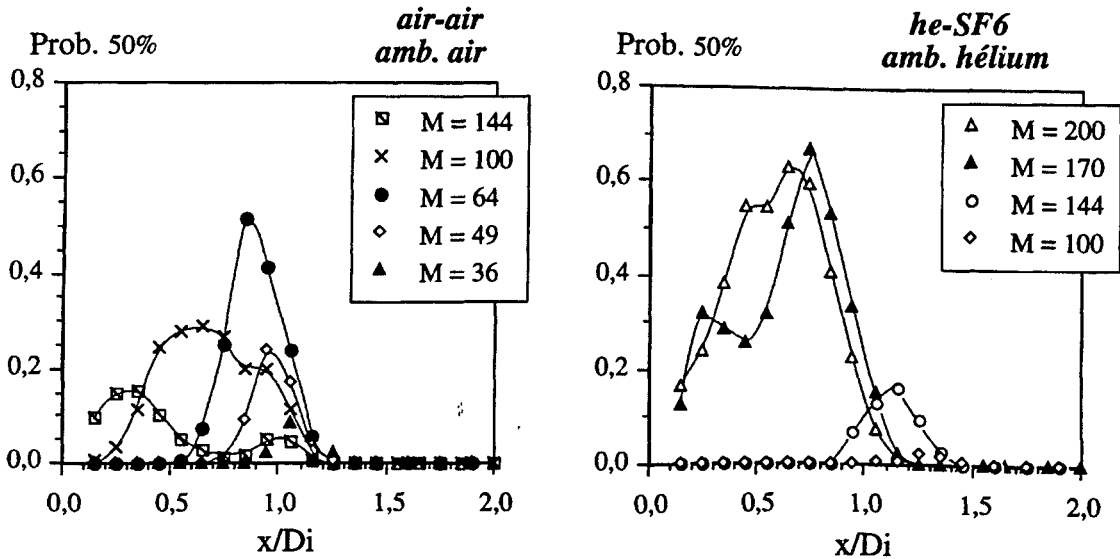 air-air
amb. air
Prob. 50%
0,8
0,6
0,4
0,2
0,0
M = 144
M = 100
M = 64
M = 49
M = 36
0,0 0,5 1,0 1,5 2,0
x/Di
he-SF6
amb. hélium
Prob. 50%
0,8
0,6
0,4
0,2
0,0
M = 200
M = 170
M = 144
M = 100
0,0 0,5 1,0 1,5 2,0
x/Di